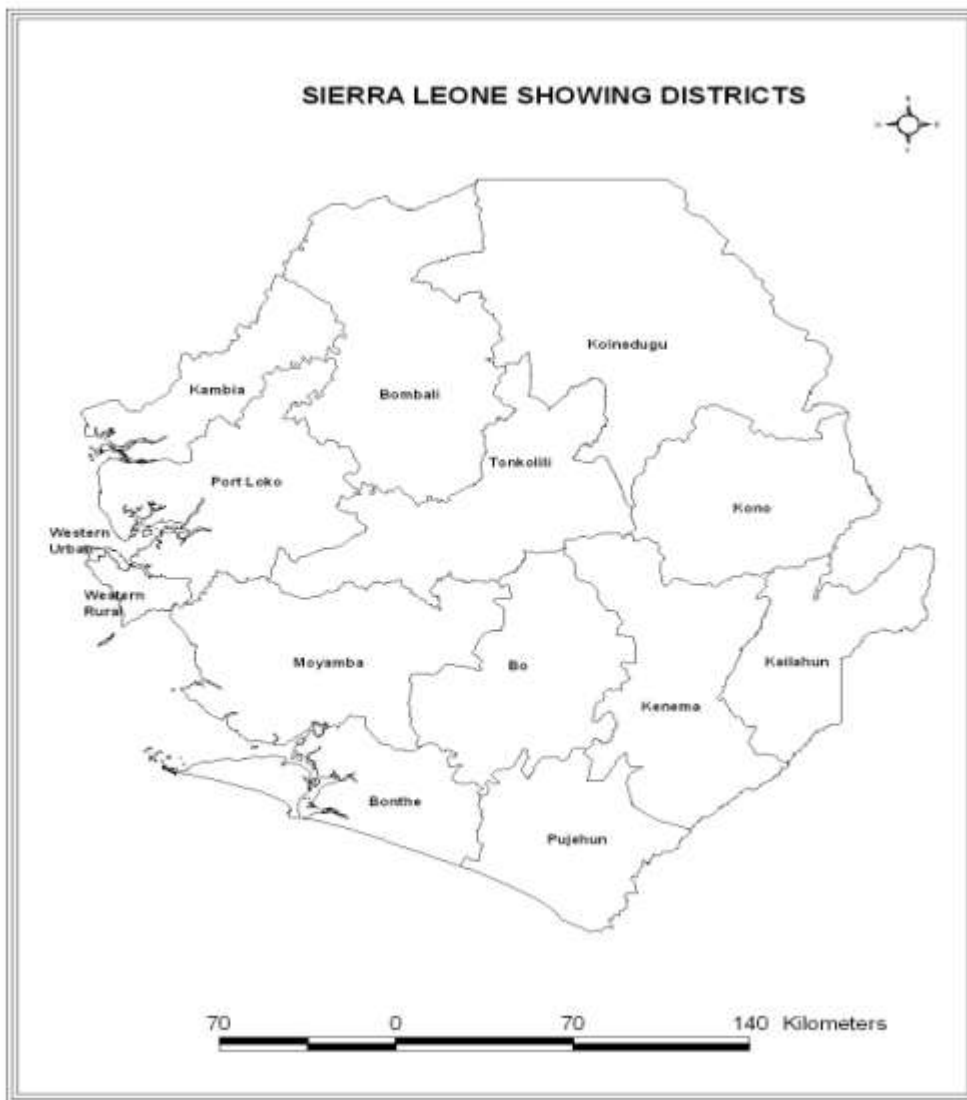 SIERRA LEONE SHOWING DISTRICTS
Koinadugu
Kambia
Bombali
Tonkolili
Port Loko
Kono
Western
Urban
Western
Rural
Moyamba
Bo
Kailahun
Kenema
Bonthe
Pujehun
70 0 70 140 Kilometers